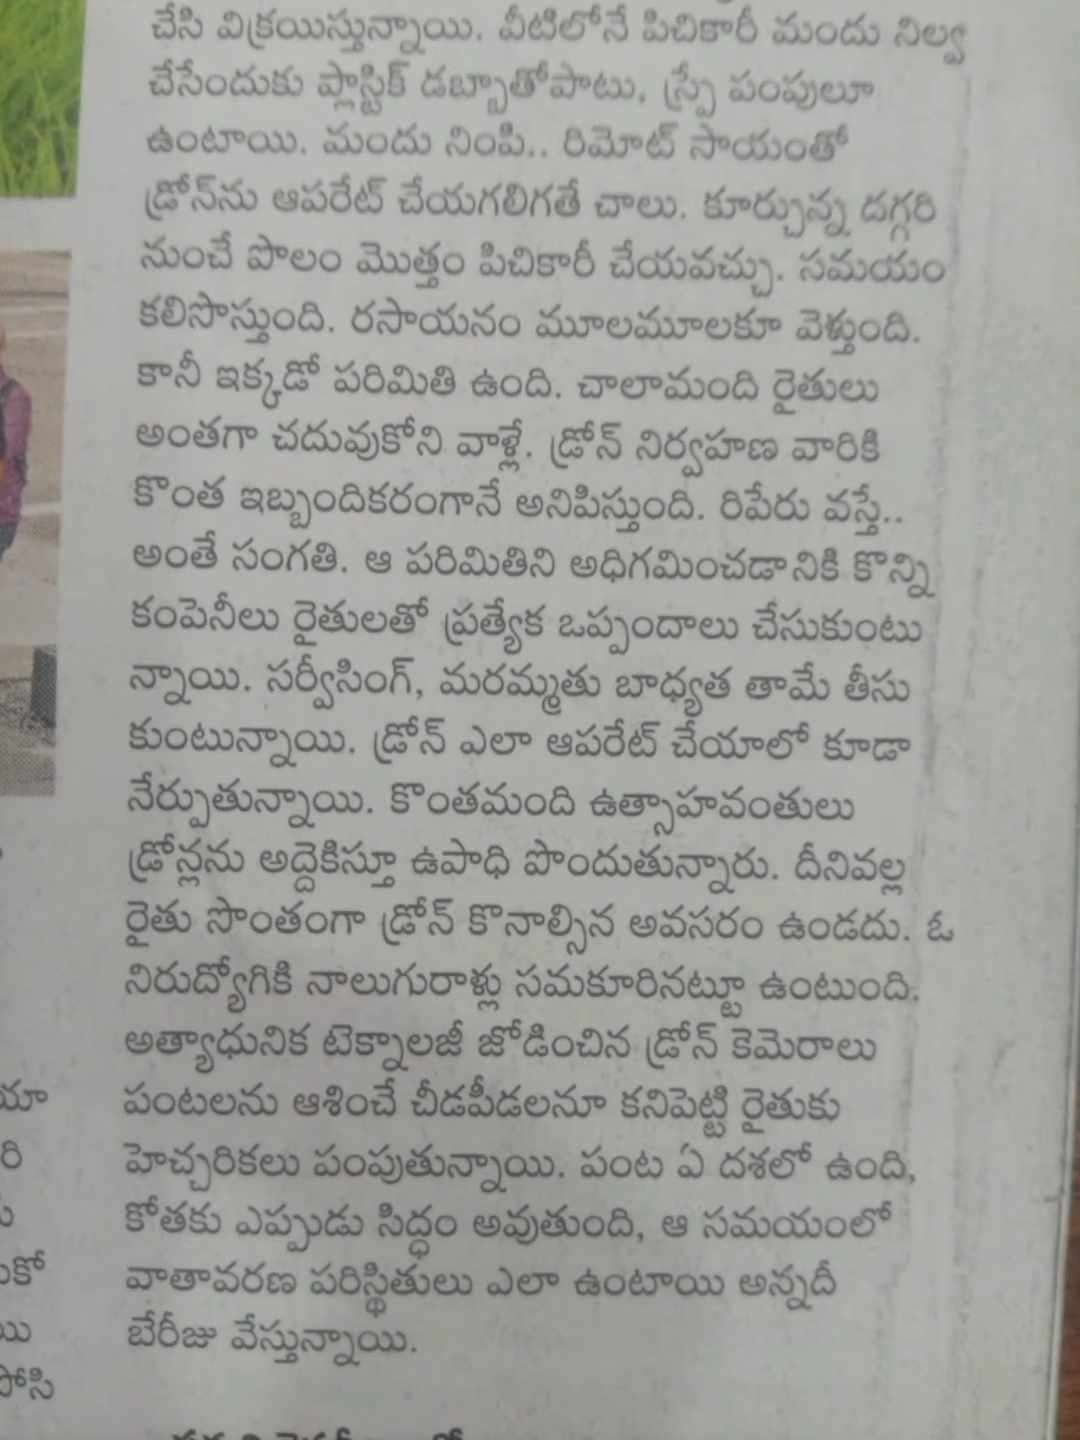 చేసి విక్రయిస్తున్నాయి. వీటిలోనే పిచికారీ మందు నిల్వ
చేసేందుకు ప్లాస్టిక్ డబ్బాతోపాటు, స్ప్రే పంపులూ
ఉంటాయి. మందు నింపి.. రిమోట్ సాయంతో
డ్రోన్‌ను ఆపరేట్ చేయగలిగతే చాలు. కూర్చున్న దగ్గరి
నుంచే పొలం మొత్తం పిచికారీ చేయవచ్చు. సమయం
కలిసొస్తుంది. రసాయనం మూలమూలకూ వెళ్తుంది.
కానీ ఇక్కడో పరిమితి ఉంది. చాలామంది రైతులు
అంతగా చదువుకోని వాళ్లే. డ్రోన్ నిర్వహణ వారికి
కొంత ఇబ్బందికరంగానే అనిపిస్తుంది. రిపేరు వస్తే..
అంతే సంగతి. ఆ పరిమితిని అధిగమించడానికి కొన్ని
కంపెనీలు రైతులతో ప్రత్యేక ఒప్పందాలు చేసుకుంటు
న్నాయి. సర్వీసింగ్, మరమ్మతు బాధ్యత తామే తీసు
కుంటున్నాయి. డ్రోన్ ఎలా ఆపరేట్ చేయాలో కూడా
నేర్పుతున్నాయి. కొంతమంది ఉత్సాహవంతులు
డ్రోన్లను అద్దెకిస్తూ ఉపాధి పొందుతున్నారు. దీనివల్ల
రైతు సొంతంగా డ్రోన్ కొనాల్సిన అవసరం ఉండదు. ఓ
నిరుద్యోగికి నాలుగురాళ్లు సమకూరినట్టూ ఉంటుంది.
అత్యాధునిక టెక్నాలజీ జోడించిన డ్రోన్ కెమెరాలు
పంటలను ఆశించే చీడపీడలనూ కనిపెట్టి రైతుకు
హెచ్చరికలు పంపుతున్నాయి. పంట ఏ దశలో ఉంది,
కోతకు ఎప్పుడు సిద్ధం అవుతుంది, ఆ సమయంలో
వాతావరణ పరిస్థితులు ఎలా ఉంటాయి అన్నదీ
బేరీజు వేస్తున్నాయి.